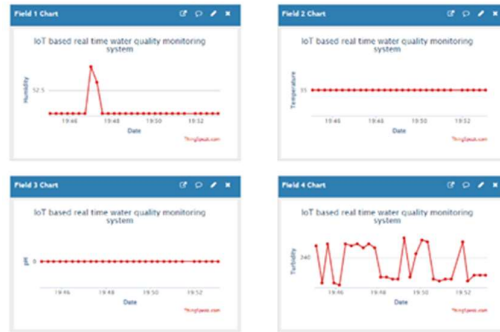 Field 1 Chart
IoT based real time water quality monitoring
system
Humidity
52.5
19:46 19:48 19:50 19:52
Date
ThingSpeak.com
Field 2 Chart
IoT based real time water quality monitoring
system
Temperature
19:46 19:48 19:50 19:52
Date
ThingSpeak.com
Field 3 Chart
IoT based real time water quality monitoring
system
pH
19:46 19:48 19:50 19:52
Date
ThingSpeak.com
Field 4 Chart
IoT based real time water quality monitoring
system
Turbidity
240
19:46 19:48 19:50 19:52
Date
ThingSpeak.com